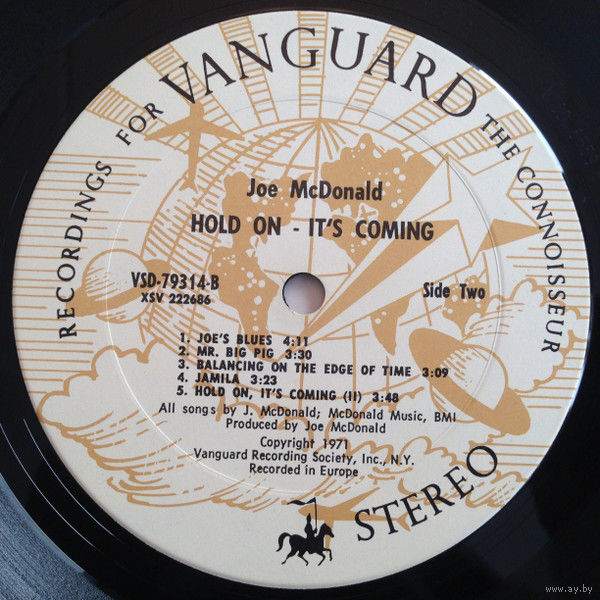 RECORDINGS FOR VANGUARD THE CONNOISSEUR
Joe McDonald
HOLD ON - IT'S COMING
VSD-79314-B
XSV 222686
Side Two
1. JOE'S BLUES 4:11
2. MR. BIG PIG 3:30
3. BALANCING ON THE EDGE OF TIME 3:09
4. JAMILA 3:23
5. HOLD ON, IT'S COMING (II) 3:48
All songs by J. McDonald; McDonald Music, BMI
Produced by Joe McDonald
Copyright 1971
Vanguard Recording Society, Inc., N.Y.
Recorded in Europe
STEREO
www.ay.by